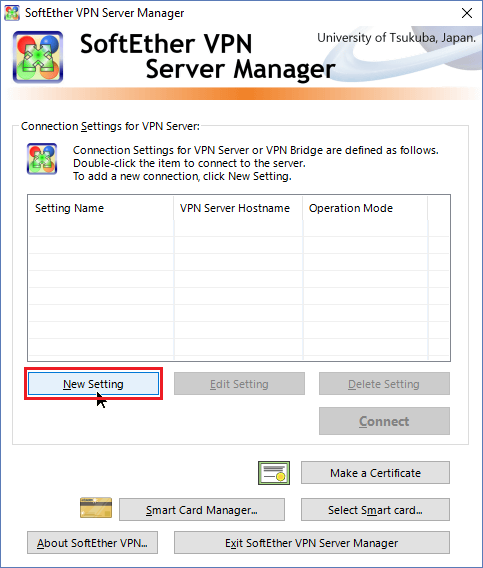 SoftEther VPN Server Manager
University of Tsukuba, Japan.
SoftEther VPN
Server Manager
Connection Settings for VPN Server:
Connection Settings for VPN Server or VPN Bridge are defined as follows.
Double-click the item to connect to the server.
To add a new connection, click New Setting.
Setting Name VPN Server Hostname Operation Mode
New Setting Edit Setting Delete Setting
Connect
Make a Certificate
Smart Card Manager... Select Smart card...
About SoftEther VPN... Exit SoftEther VPN Server Manager